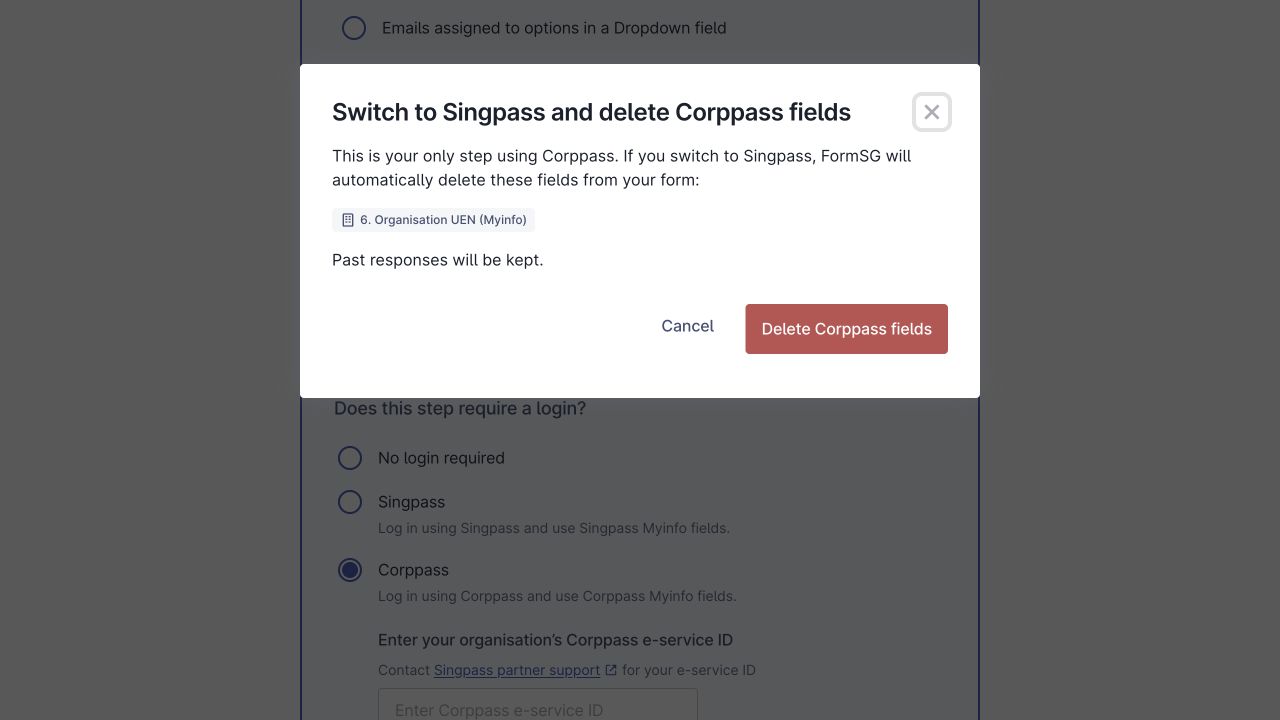 Emails assigned to options in a Dropdown field
Switch to Singpass and delete Corppass fields
This is your only step using Corppass. If you switch to Singpass, FormSG will
automatically delete these fields from your form:
6. Organisation UEN (Myinfo)
Past responses will be kept.
Cancel
Delete Corppass fields
Does this step require a login?
No login required
Singpass
Log in using Singpass and use Singpass Myinfo fields.
Corppass
Log in using Corppass and use Corppass Myinfo fields.
Enter your organisation’s Corppass e-service ID
Contact Singpass partner support for your e-service ID
Enter Corppass e-service ID